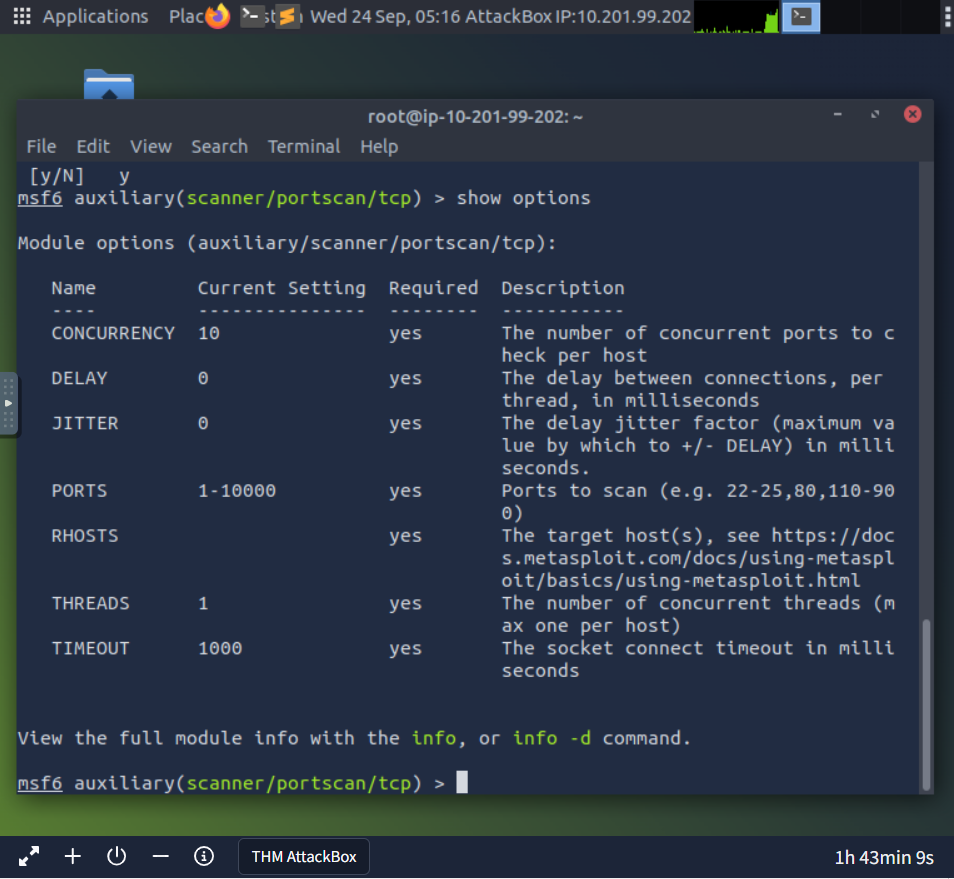 Applications Plac st Wed 24 Sep, 05:16 AttackBox IP:10.201.99.202
root@ip-10-201-99-202: ~
File Edit View Search Terminal Help
[y/N] y
msf6 auxiliary(scanner/portscan/tcp) > show options
Module options (auxiliary/scanner/portscan/tcp):
Name Current Setting Required Description
---- --------------- -------- -----------
CONCURRENCY 10 yes The number of concurrent ports to c
heck per host
DELAY 0 yes The delay between connections, per
thread, in milliseconds
JITTER 0 yes The delay jitter factor (maximum va
lue by which to +/- DELAY) in milli
seconds.
PORTS 1-10000 yes Ports to scan (e.g. 22-25,80,110-90
0)
RHOSTS yes The target host(s), see https://doc
s.metasploit.com/docs/using-metaspl
oit/basics/using-metasploit.html
THREADS 1 yes The number of concurrent threads (m
ax one per host)
TIMEOUT 1000 yes The socket connect timeout in milli
seconds
View the full module info with the info, or info -d command.
msf6 auxiliary(scanner/portscan/tcp) >
THM AttackBox 1h 43min 9s